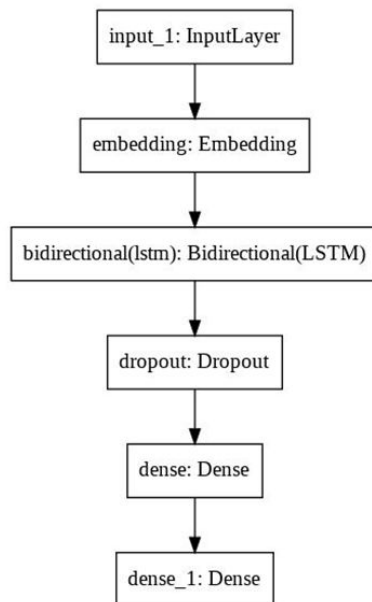 input_1: InputLayer
embedding: Embedding
bidirectional(lstm): Bidirectional(LSTM)
dropout: Dropout
dense: Dense
dense_1: Dense